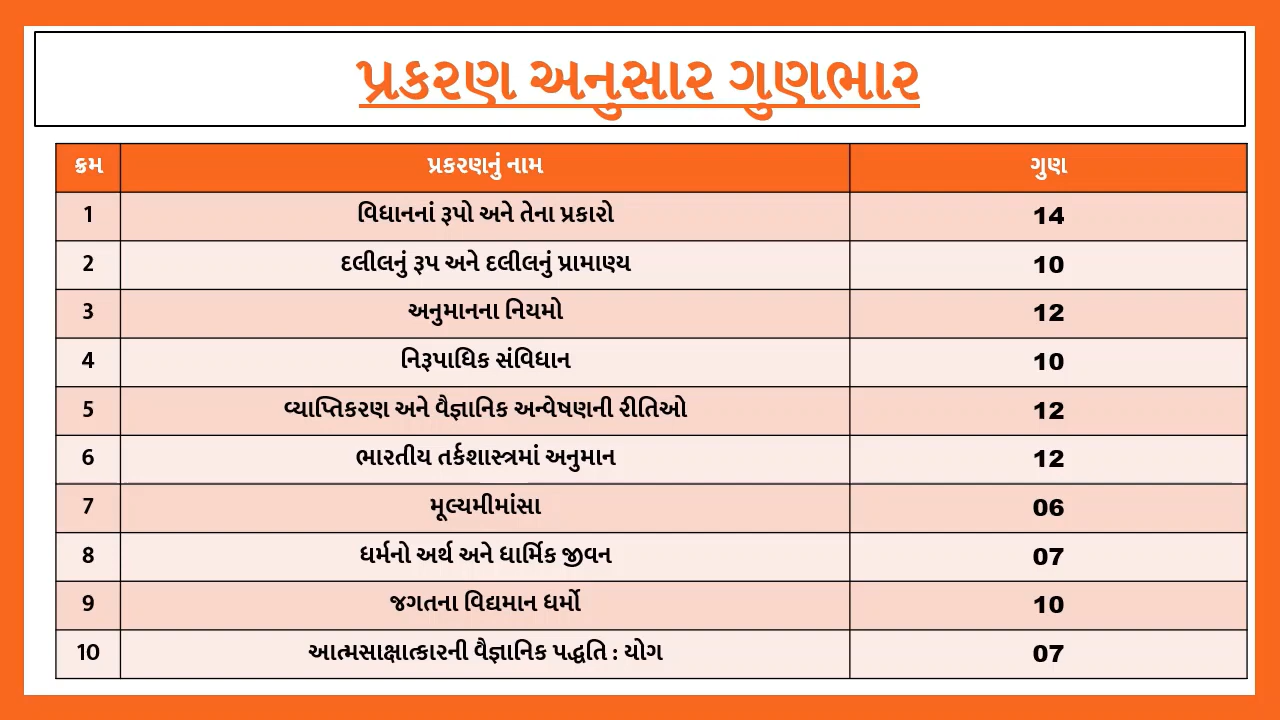 પ્રકરણ અનુસાર ગુણભાર
ક્રમ પ્રકરણનું નામ ગુણ
1 વિધાનનાં રૂપો અને તેના પ્રકારો 14
2 દલીલનું રૂપ અને દલીલનું પ્રામાણ્ય 10
3 અનુમાનના નિયમો 12
4 નિરૂપાધિક સંવિધાન 10
5 વ્યાપ્તિકરણ અને વૈજ્ઞાનિક અન્વેષણની રીતિઓ 12
6 ભારતીય તર્કશાસ્ત્રમાં અનુમાન 12
7 મૂલ્યમીમાંસા 06
8 ધર્મનો અર્થ અને ધાર્મિક જીવન 07
9 જગતના વિદ્યમાન ધર્મો 10
10 આત્મસાક્ષાત્કારની વૈજ્ઞાનિક પદ્ધતિ : યોગ 07